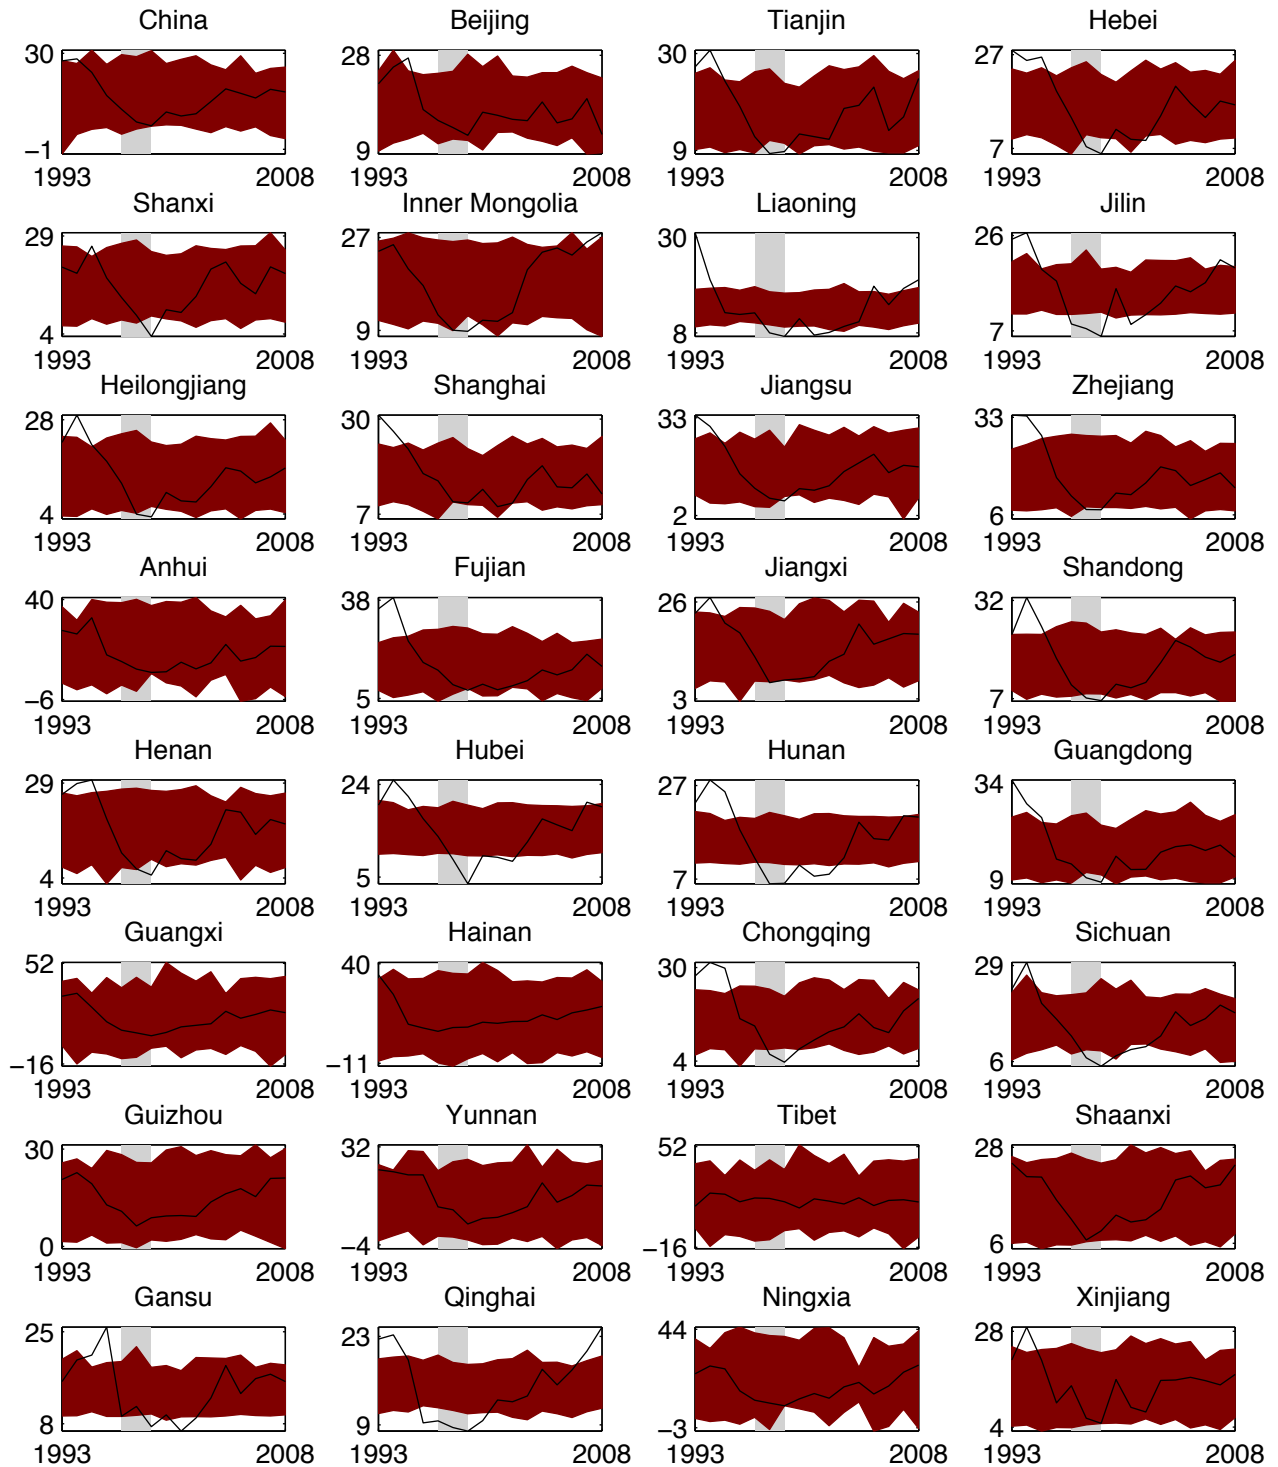 China Beijing Tianjin Hebei
30 28 30 27
−1 9 9 7
1993 2008 1993 2008 1993 2008 1993 2008
Shanxi Inner Mongolia Liaoning Jilin
29 27 30 26
4 9 8 7
1993 2008 1993 2008 1993 2008 1993 2008
Heilongjiang Shanghai Jiangsu Zhejiang
28 30 33 33
4 7 2 6
1993 2008 1993 2008 1993 2008 1993 2008
Anhui Fujian Jiangxi Shandong
40 38 26 32
−6 5 3 7
1993 2008 1993 2008 1993 2008 1993 2008
Henan Hubei Hunan Guangdong
29 24 27 34
4 5 7 9
1993 2008 1993 2008 1993 2008 1993 2008
Guangxi Hainan Chongqing Sichuan
52 40 30 29
−16 −11 4 6
1993 2008 1993 2008 1993 2008 1993 2008
Guizhou Yunnan Tibet Shaanxi
30 32 52 28
0 −4 −16 6
1993 2008 1993 2008 1993 2008 1993 2008
Gansu Qinghai Ningxia Xinjiang
25 23 44 28
8 9 −3 4
1993 2008 1993 2008 1993 2008 1993 2008